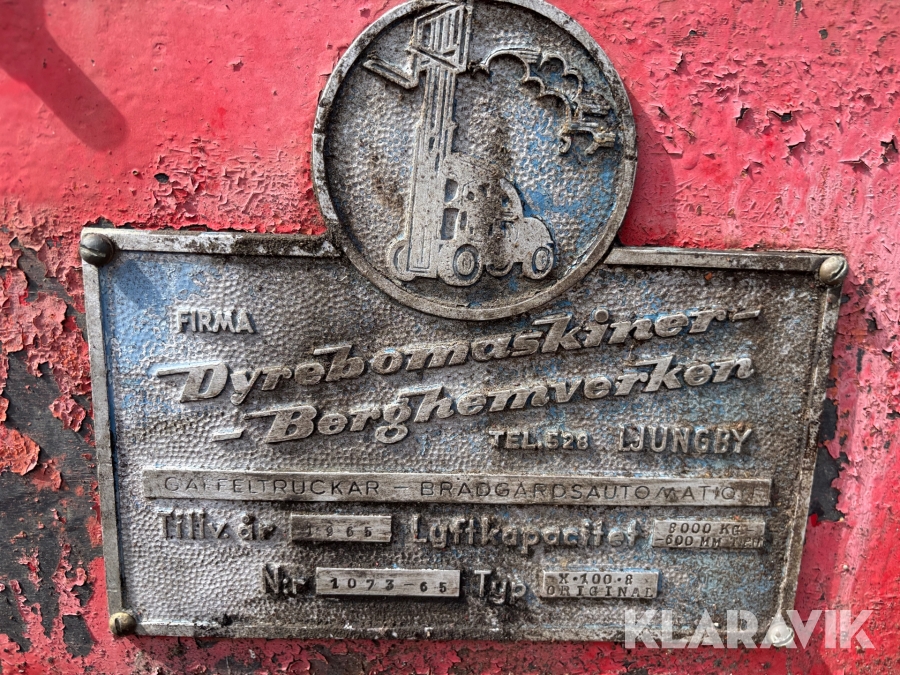 FIRMA
Dyrebomaskiner-
-Berghemverken
TEL. 528 LJUNGBY
GAFFELTRUCKAR – BRÄDGÅRDSAUTOMATION
Tillv. år 1965 Lyftkapacitet 8000 KG
-600 MM
Nr 1073-65 Typ X-100-8
ORIGINAL
KLARAVIK